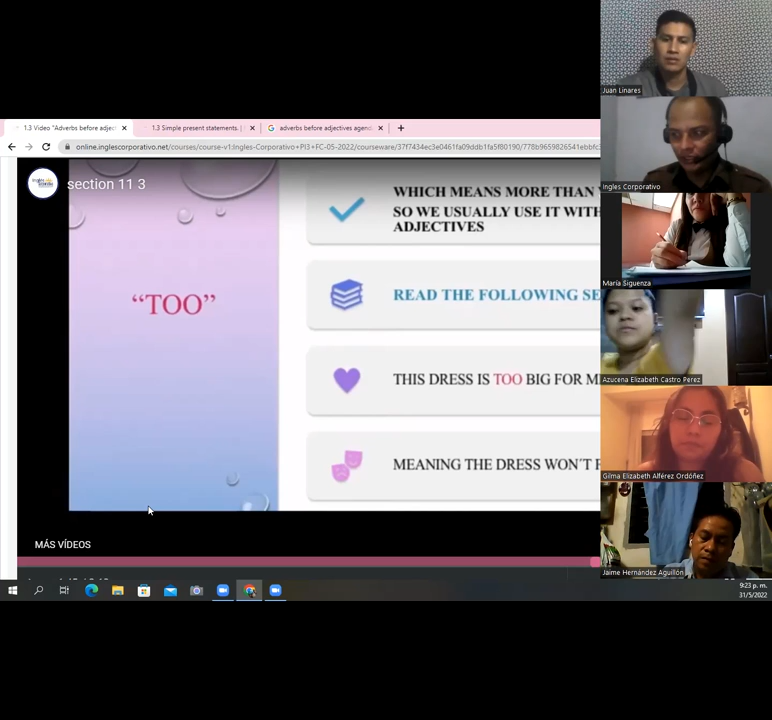 Juan Linares
1.3 Video "Adverbs before adjec
1.3 Simple present statements. |
adverbs before adjectives agend
online.inglescorporativo.net/courses/course-v1:Ingles-Corporativo+PI3+FC-05-2022/courseware/37f7434ec3e0461fa09ddb1fa5f80190/778b9659826541ebbfc3
section 11 3
WHICH MEANS MORE THAN
SO WE USUALLY USE IT WITH
ADJECTIVES
Ingles Corporativo
"TOO"
READ THE FOLLOWING SE
María Siguenza
THIS DRESS IS TOO BIG FOR M
Azucena Elizabeth Castro Perez
MEANING THE DRESS WON´T F
Gilma Elizabeth Alférez Ordóñez
MÁS VÍDEOS
Jaime Hernández Aguillón
9:23 p. m.
31/5/2022